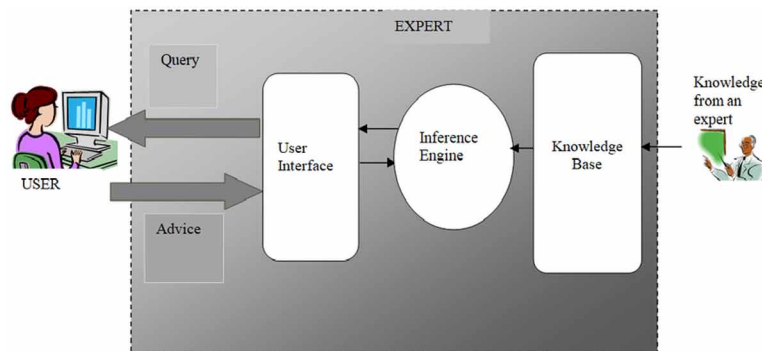 EXPERT
Query
Knowledge
from an
expert
User
Interface
Inference
Engine
Knowledge
Base
USER
Advice